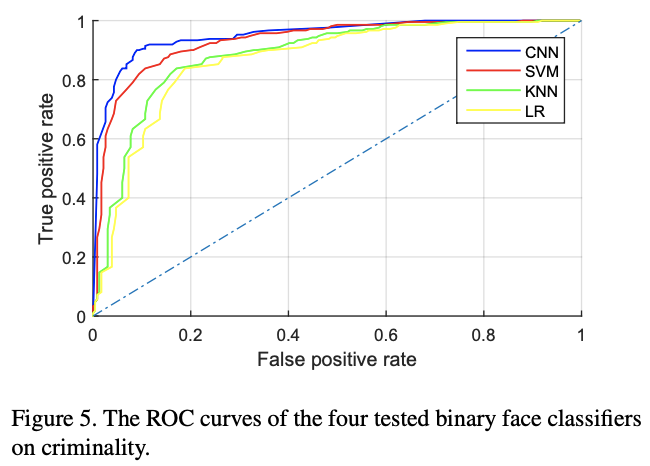 1
0.8
0.6
0.4
0.2
0
True positive rate
CNN
SVM
KNN
LR
0 0.2 0.4 0.6 0.8 1
False positive rate
Figure 5. The ROC curves of the four tested binary face classifiers
on criminality.